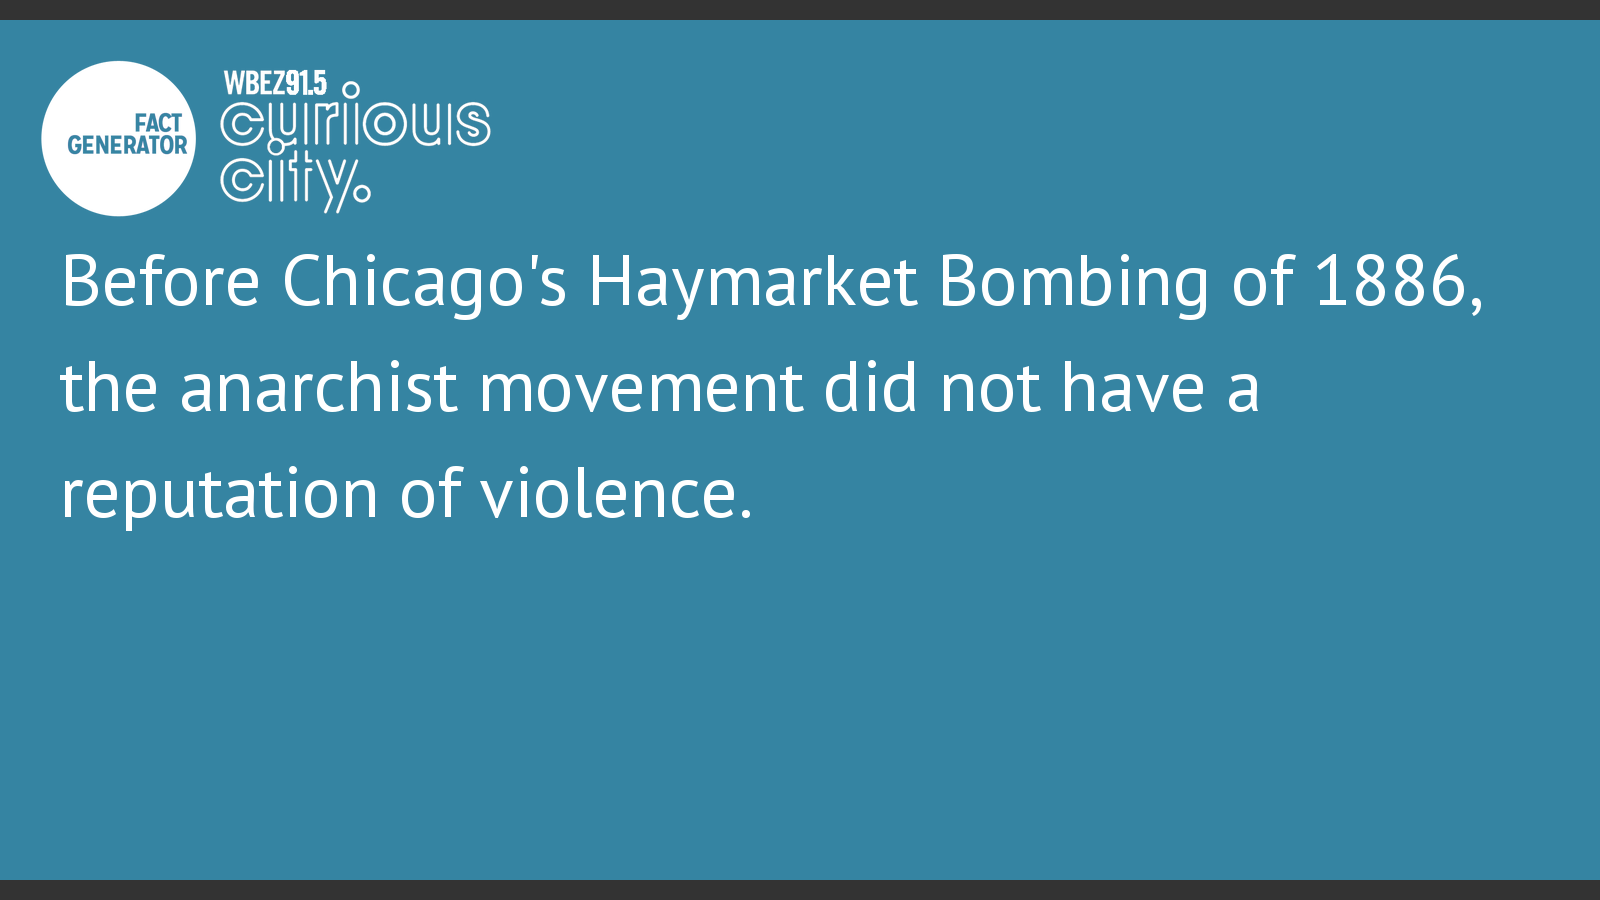 FACT
GENERATOR
WBEZ91.5
curious
city.
Before Chicago's Haymarket Bombing of 1886,
the anarchist movement did not have a
reputation of violence.